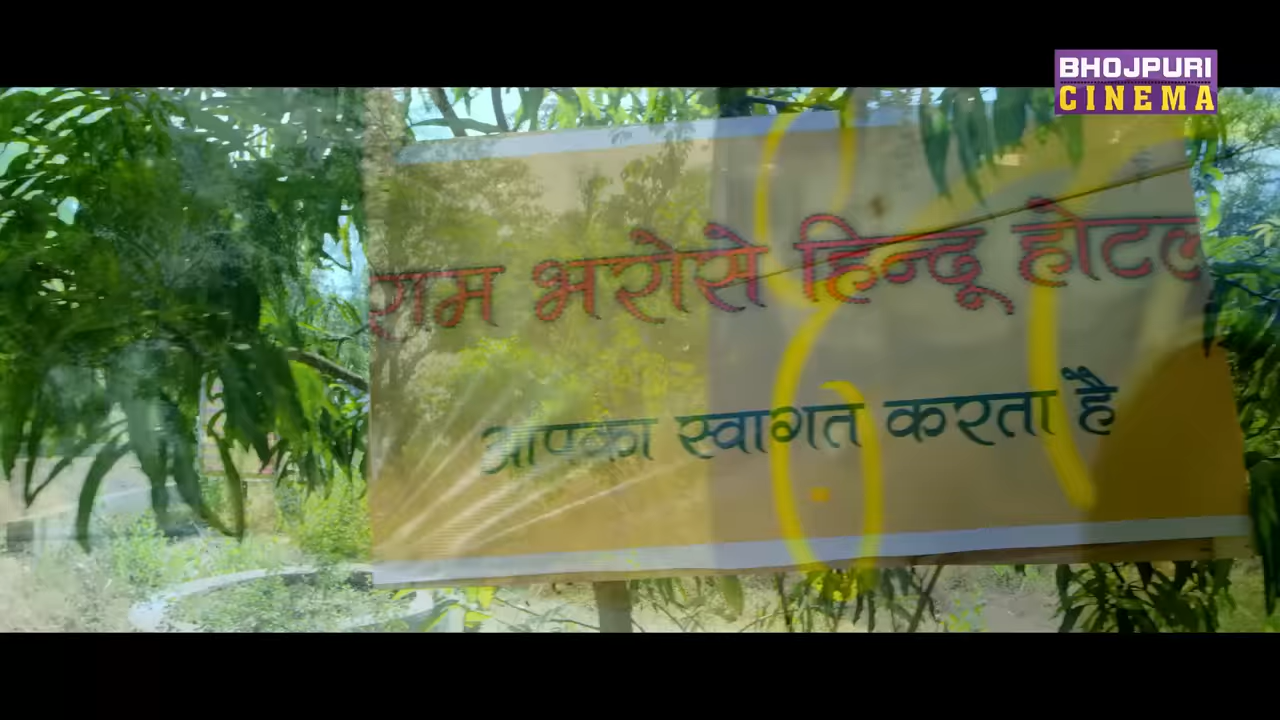 BHOJPURI
CINEMA
राम भरोसे हिन्दू होटल
आपका स्वागत करता है